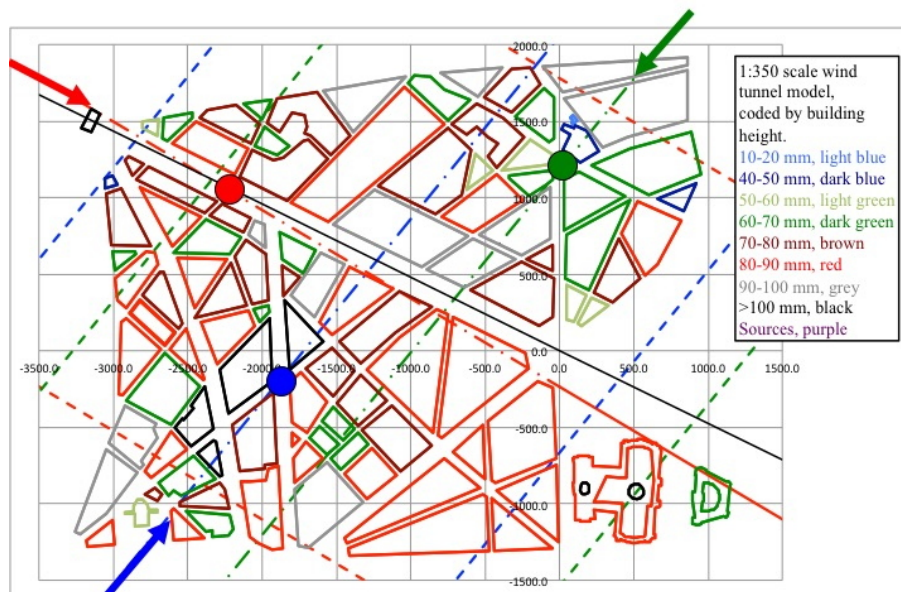 2000.0
1500.0
1000.0
500.0
0.0
-3500.0 -3000.0 -2500.0 -2000.0 -1500.0 -1000.0 -500.0 0 500.0 1000.0 1500.0
-500.0
-1000.0
-1500.0
1:350 scale wind
tunnel model,
coded by building
height.
10-20 mm, light blue
40-50 mm, dark blue
50-60 mm, light green
60-70 mm, dark green
70-80 mm, brown
80-90 mm, red
90-100 mm, grey
>100 mm, black
Sources, purple